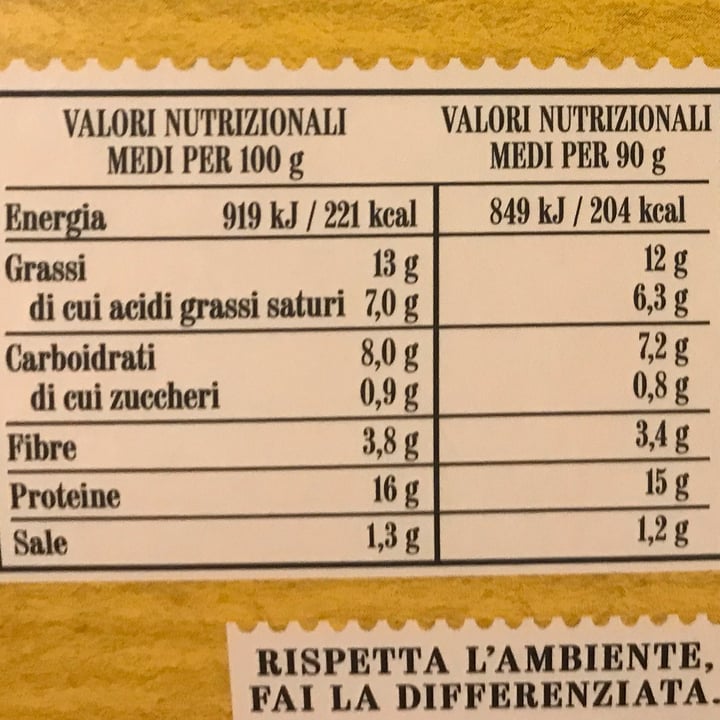 VALORI NUTRIZIONALI MEDI PER 100 g
VALORI NUTRIZIONALI MEDI PER 90 g
Energia 919 kJ / 221 kcal 849 kJ / 204 kcal
Grassi 13 g 12 g
di cui acidi grassi saturi 7,0 g 6,3 g
Carboidrati 8,0 g 7,2 g
di cui zuccheri 0,9 g 0,8 g
Fibre 3,8 g 3,4 g
Proteine 16 g 15 g
Sale 1,3 g 1,2 g
RISPETTA L'AMBIENTE,
FAI LA DIFFERENZIATA.